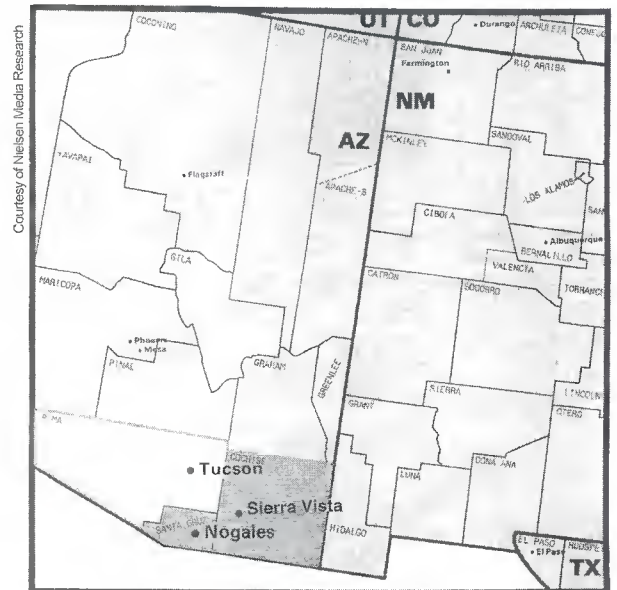 Courtesy of Nielsen Media Research
UT CO
COCONINO
NAVAJO
APACHE-N
Durango
ARCHULETA
SAN JUAN
Farmington
RIO ARRIBA
NM
AZ
MCKINLEY
SANDOVAL
YAVAPAI
Flagstaff
APACHE-S
LOS ALAMOS
SAN
CIBOLA
Albuquerque
BERNALILLO
GILA
VALENCIA
CATRON
SOCORRO
TORRANCE
MARICOPA
Phoenix
Mesa
PINAL
GRAHAM
GREENLEE
SIERRA
LINCOLN
GRANT
OTERO
COCHISE
DONA ANA
Tucson
LUNA
Sierra Vista
SANTA CRUZ
Nogales
HIDALGO
EL PASO
HUDSPET
El Paso
TX